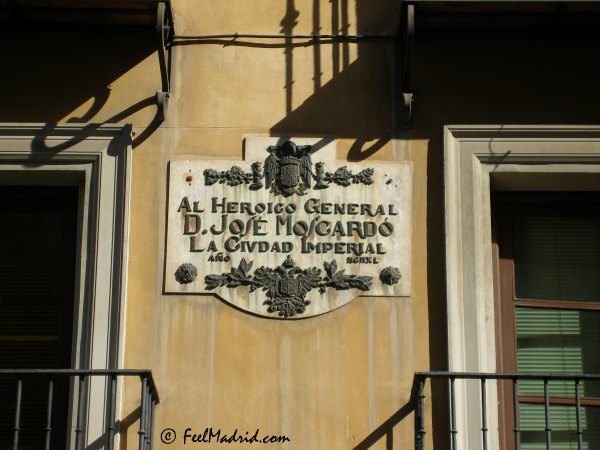 AL HEROICO GENERAL
D. JOSÉ MOSCARDÓ
LA CIVDAD IMPERIAL
AÑO MCMXL
© FeelMadrid.com